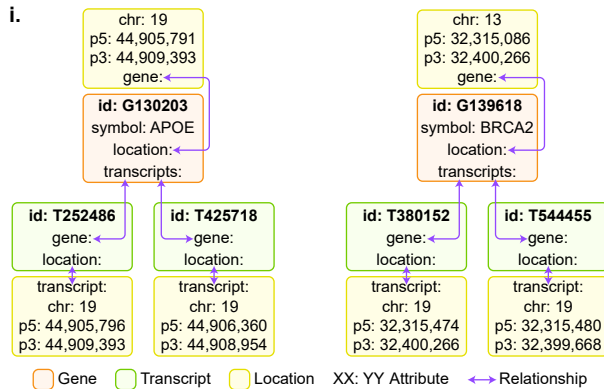 i.
chr: 19
p5: 44,905,791
p3: 44,909,393
gene:
id: G130203
symbol: APOE
location:
transcripts:
id: T252486
gene:
location:
transcript:
chr: 19
p5: 44,905,796
p3: 44,909,393
id: T425718
gene:
location:
transcript:
chr: 19
p5: 44,906,360
p3: 44,908,954
chr: 13
p5: 32,315,086
p3: 32,400,266
gene:
id: G139618
symbol: BRCA2
location:
transcripts:
id: T380152
gene:
location:
transcript:
chr: 19
p5: 32,315,474
p3: 32,400,266
id: T544455
gene:
location:
transcript:
chr: 19
p5: 32,315,480
p3: 32,399,668
Gene Transcript Location XX: YY Attribute Relationship